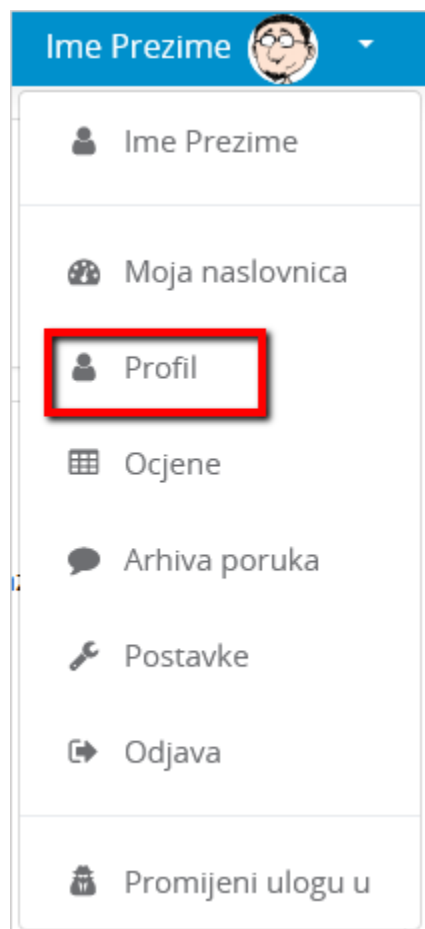 Ime Prezime
Ime Prezime
Moja naslovnica
Profil
Ocjene
Arhiva poruka
Postavke
Odjava
Promijeni ulogu u